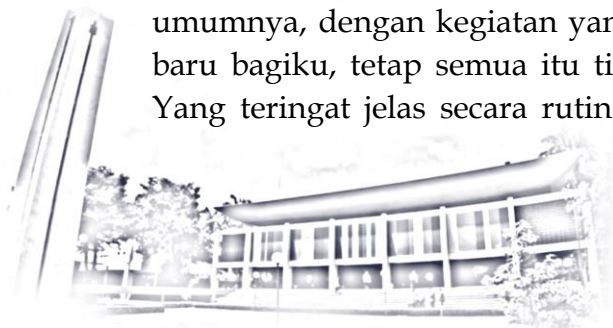 umumnya, dengan kegiatan yan
baru bagiku, tetap semua itu ti
Yang teringat jelas secara rutin